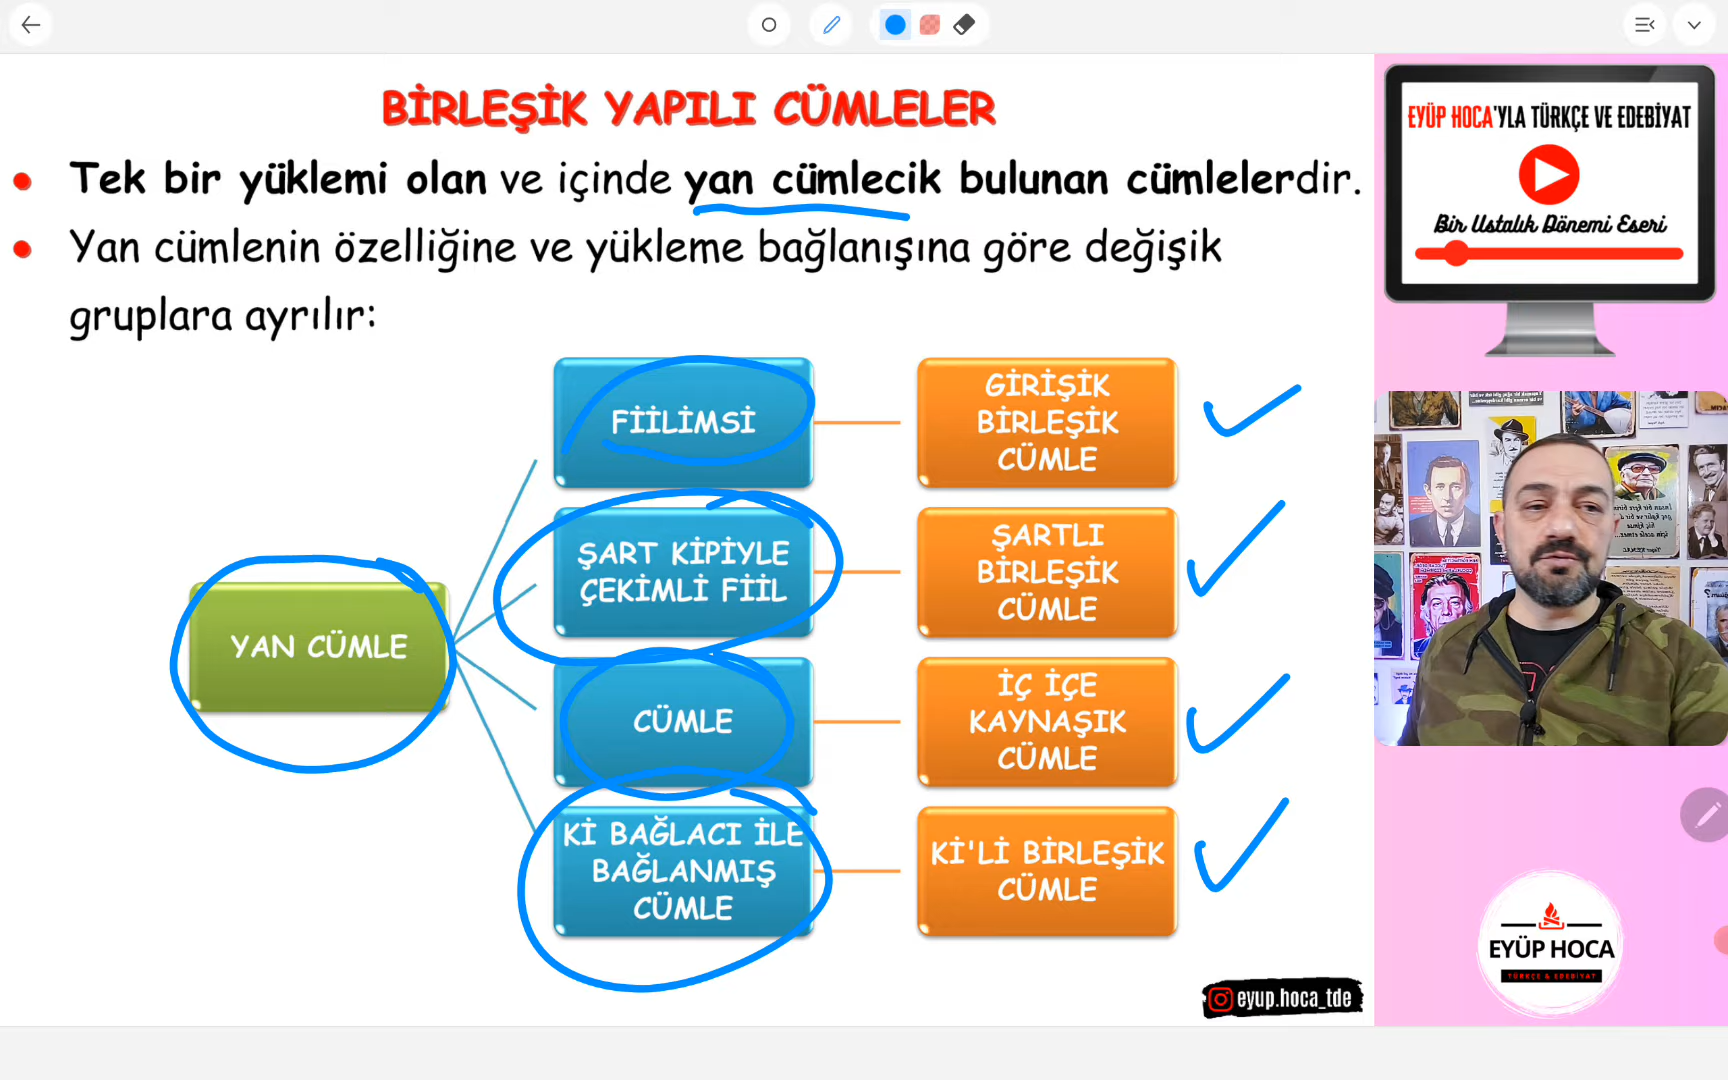 BİRLEŞİK YAPILI CÜMLELER
Tek bir yüklemi olan ve içinde yan cümlecik bulunan cümlelerdir.
Yan cümlenin özelliğine ve yükleme bağlanışına göre değişik
gruplara ayrılır:
YAN CÜMLE
FİİLİMSİ
GİRİŞİK
BİRLEŞİK
CÜMLE
ŞART KİPİYLE
ÇEKİMLİ FİİL
ŞARTLI
BİRLEŞİK
CÜMLE
CÜMLE
İÇ İÇE
KAYNAŞIK
CÜMLE
Kİ BAĞLACI İLE
BAĞLANMIŞ
CÜMLE
Kİ'Lİ BİRLEŞİK
CÜMLE
EYÜP HOCA'YLA TÜRKÇE VE EDEBİYAT
Bir Ustalık Dönemi Eseri
EYÜP HOCA
TÜRKÇE & EDEBİYAT
eyup.hoca_tde